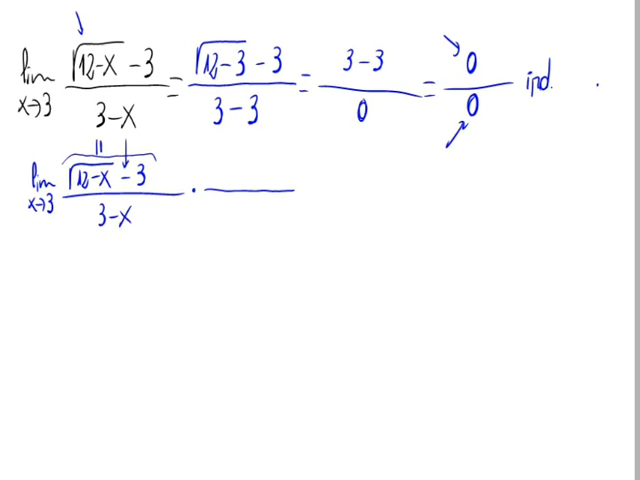 lim x→3 (√(12-x) - 3)/(3-x) = (√(12-3) - 3)/(3-3) = (3-3)/0 = 0/0 ind.
lim x→3 (√(12-x) - 3)/(3-x) ·